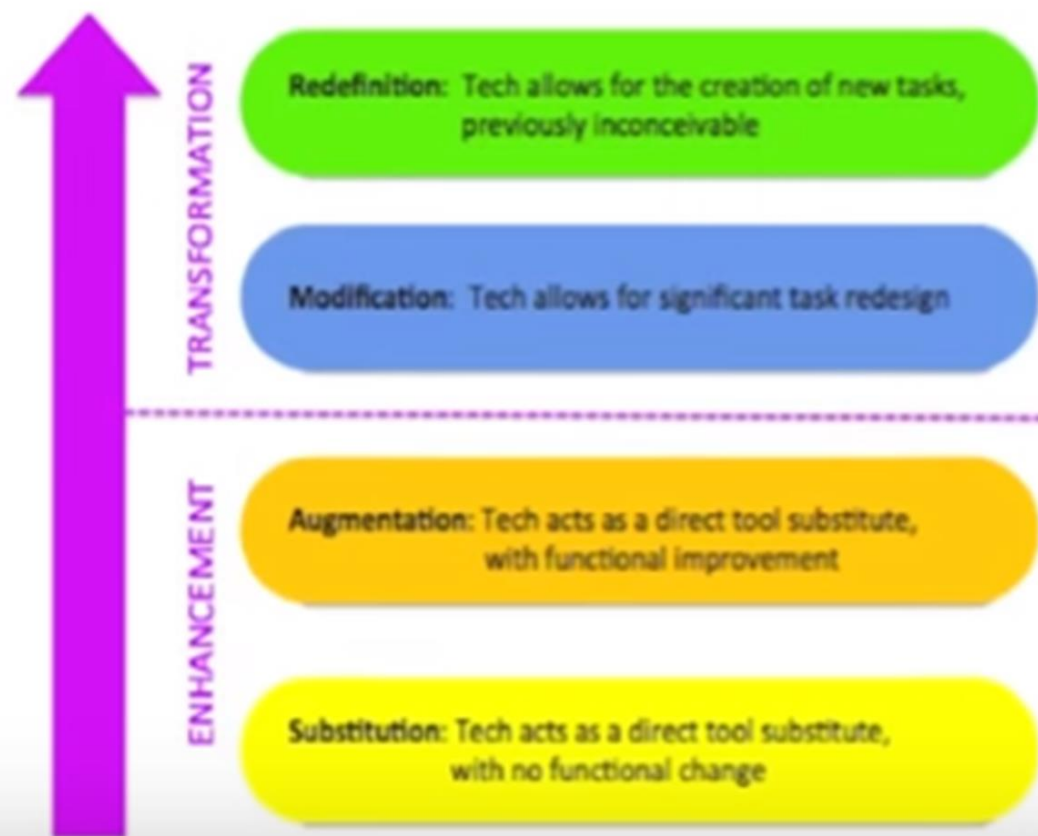 TRANSFORMATION
Redefinition: Tech allows for the creation of new tasks,
previously inconceivable
Modification: Tech allows for significant task redesign
ENHANCEMENT
Augmentation: Tech acts as a direct tool substitute,
with functional improvement
Substitution: Tech acts as a direct tool substitute,
with no functional change